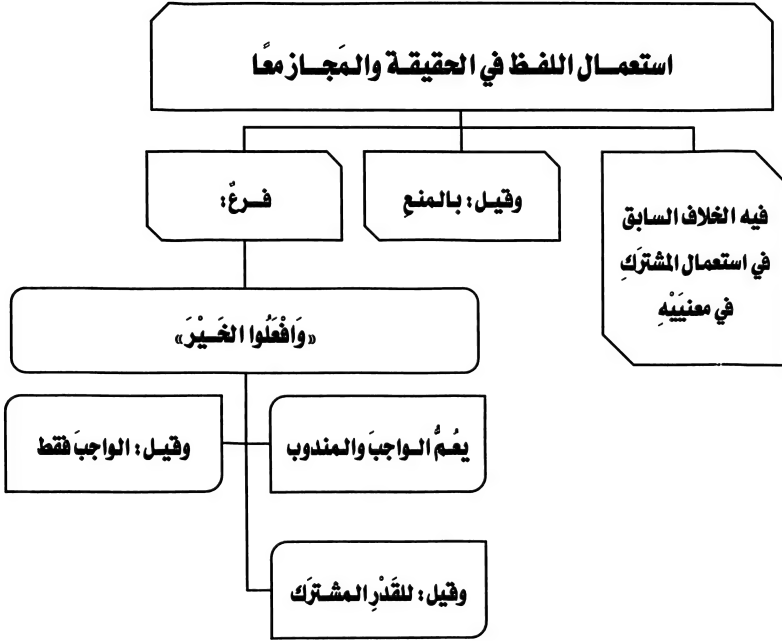 استعمال اللفظ في الحقيقة والمَجاز معًا
فيه الخلاف السابق
في استعمال المشترَكِ
في معنيَيْهِ
وقيل: بالمنعِ
فرعٌ:
«وَافْعَلُوا الخَيْرَ»
يعُمُّ الواجبَ والمندوب
وقيل: الواجبَ فقط
وقيل: للقَدْرِ المشترَك